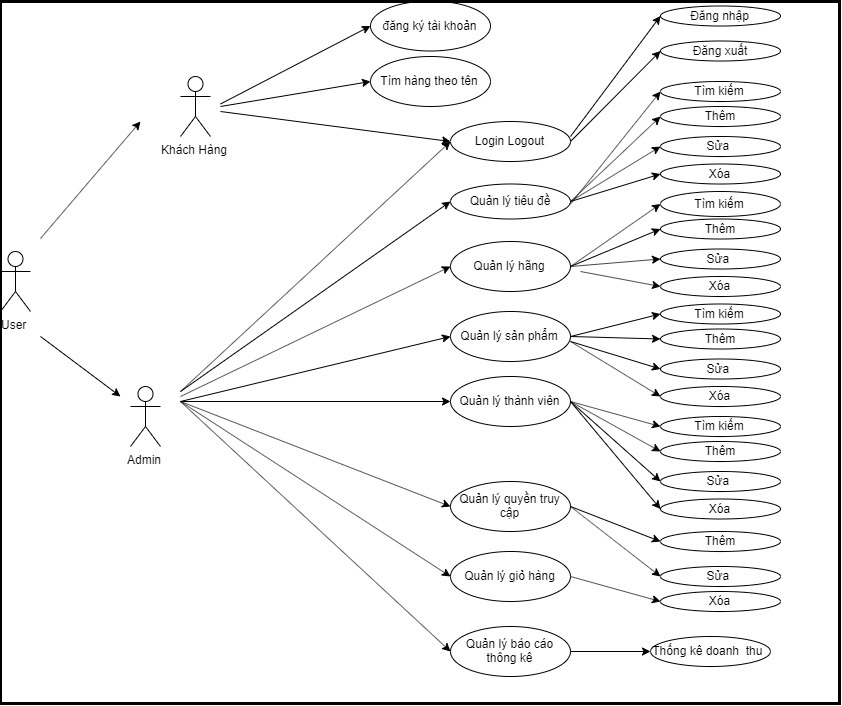 đăng ký tài khoản
Tìm hàng theo tên
Khách Hàng
User
Admin
Login Logout
Đăng nhập
Đăng xuất
Quản lý tiêu đề
Tìm kiếm
Thêm
Sửa
Xóa
Quản lý hãng
Tìm kiếm
Thêm
Sửa
Xóa
Quản lý sản phẩm
Tìm kiếm
Thêm
Sửa
Xóa
Quản lý thánh viên
Tìm kiếm
Thêm
Sửa
Xóa
Quản lý quyền truy
cập
Thêm
Sửa
Quản lý giỏ hàng
Xóa
Quản lý báo cáo
thông kê
Thống kê doanh thu